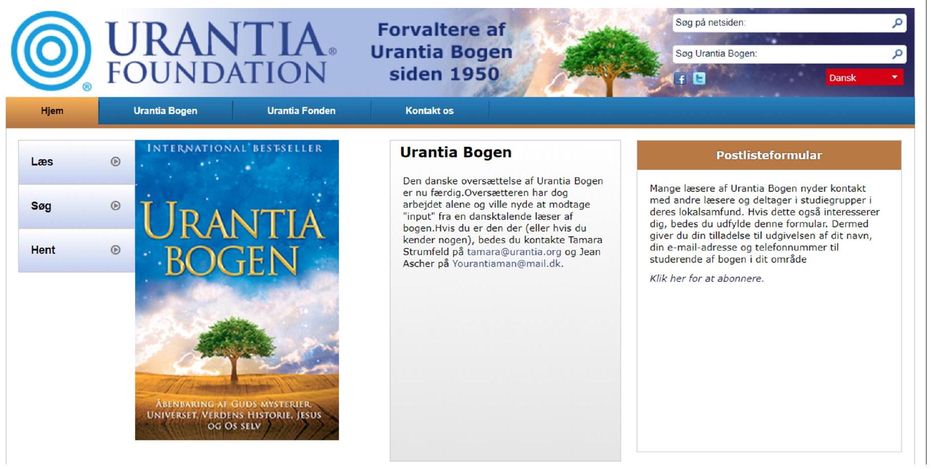 URANTIA®
FOUNDATION
®
Forvaltere af
Urantia Bogen
siden 1950
Søg på netsiden:
Søg Urantia Bogen:
Dansk
Hjem
Urantia Bogen
Urantia Fonden
Kontakt os
Læs
Søg
Hent
INTERNATIONAL BESTSELLER
URANTIA
BOGEN
ÅBENBARING AF GUDS MYSTERIER,
UNIVERSET, VERDENS HISTORIE, JESUS
OG OS SELV
Urantia Bogen
Den danske oversættelse af Urantia Bogen
er nu færdig.Oversætteren har dog
arbejdet alene og ville nyde at modtage
"input" fra en dansktalende læser af
bogen.Hvis du er den der (eller hvis du
kender nogen), bedes du kontakte Tamara
Strumfeld på tamara@urantia.org og Jean
Ascher på Yourantiaman@mail.dk.
Postlisteformular
Mange læsere af Urantia Bogen nyder kontakt
med andre læsere og deltager i studiegrupper i
deres lokalsamfund. Hvis dette også interesserer
dig, bedes du udfylde denne formular. Dermed
giver du din tilladelse til udgivelsen af dit navn,
din e-mail-adresse og telefonnummer til
studerende af bogen i dit område
Klik her for at abonnere.